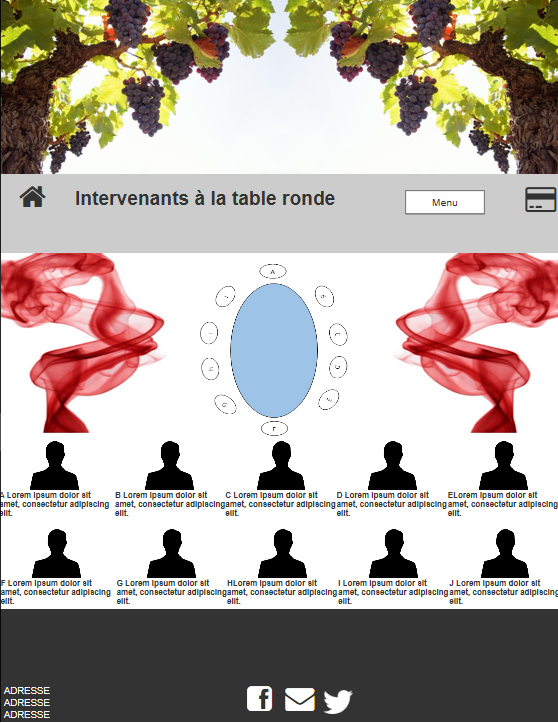 Intervenants à la table ronde
Menu
A
B
C
F
G
A Lorem ipsum dolor sit
amet, consectetur adipiscing
elit.
B Lorem ipsum dolor sit
amet, consectetur adipiscing
elit.
C Lorem ipsum dolor sit
amet, consectetur adipiscing
elit.
D Lorem ipsum dolor sit
amet, consectetur adipiscing
elit.
ELorem ipsum dolor sit
amet, consectetur adipiscing
elit.
F Lorem ipsum dolor sit
amet, consectetur adipiscing
elit.
G Lorem ipsum dolor sit
amet, consectetur adipiscing
elit.
HLorem ipsum dolor sit
amet, consectetur adipiscing
elit.
I Lorem ipsum dolor sit
amet, consectetur adipiscing
elit.
J Lorem ipsum dolor sit
amet, consectetur adipiscing
elit.
ADRESSE
ADRESSE
ADRESSE